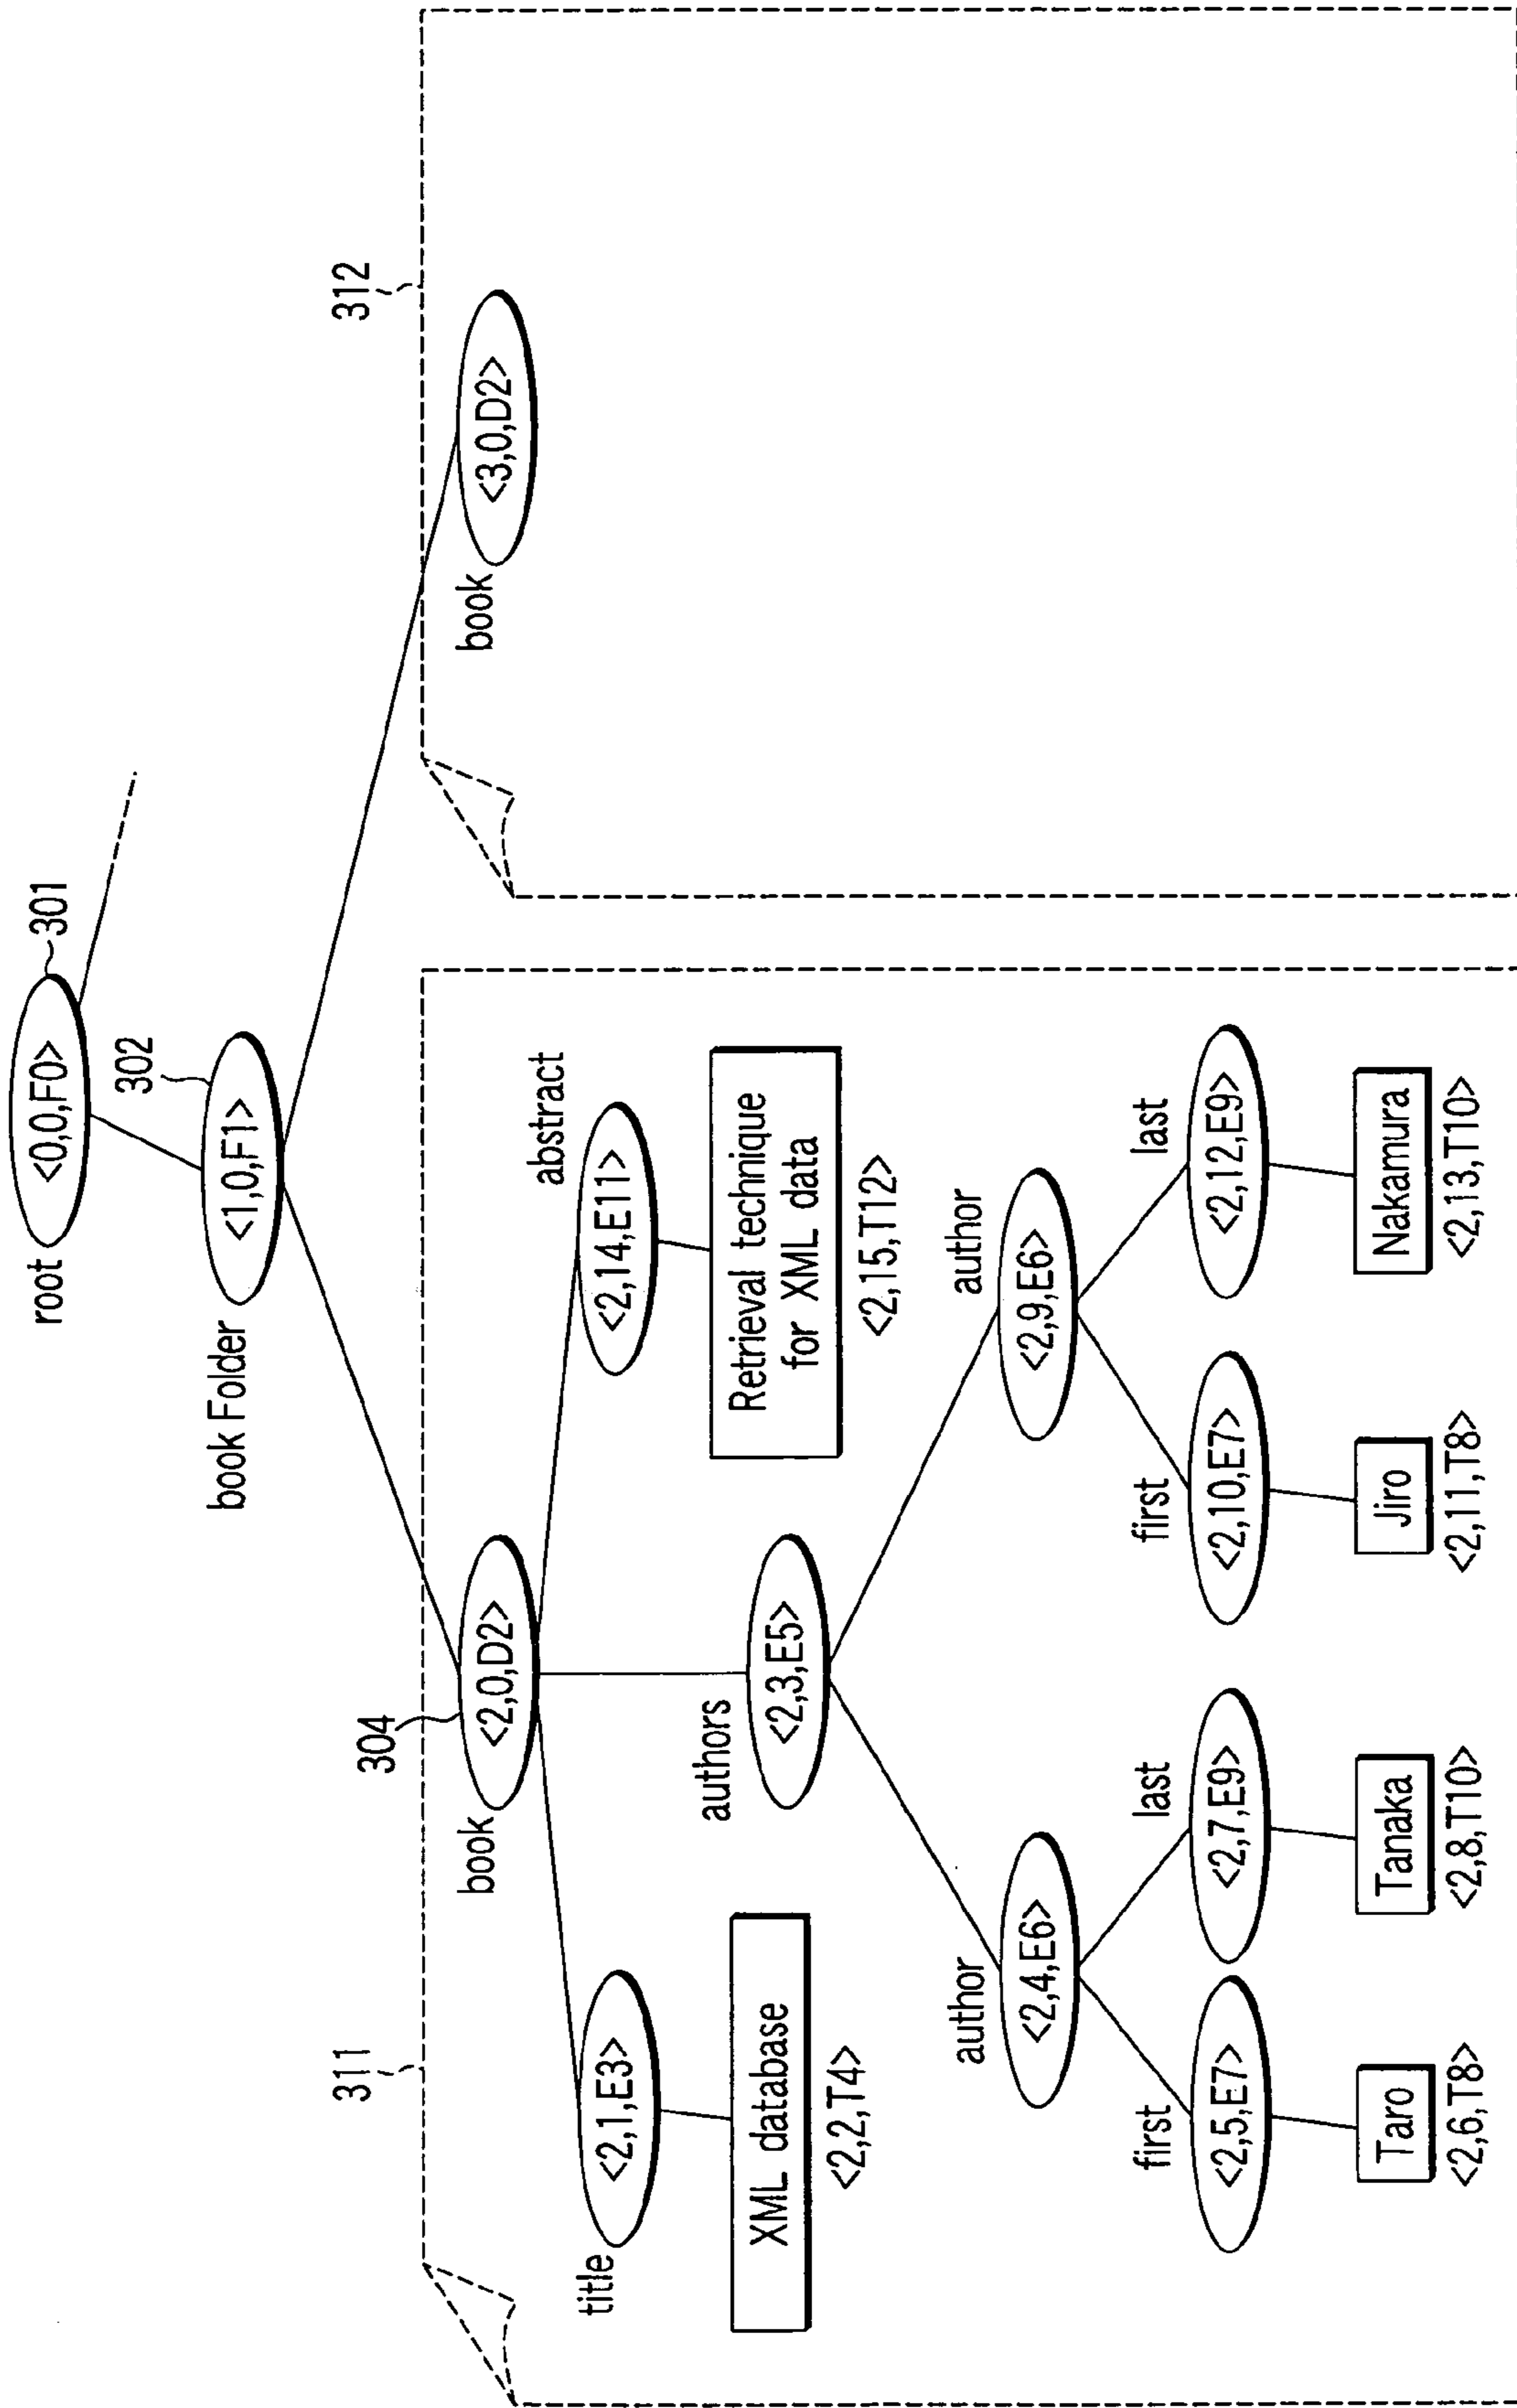 root
<0,0,F0>
301
302
book Folder
<1,0,F1>
311
304
312
book
<2,0,D2>
book
<3,0,D2>
title
<2,1,E3>
<2,14,E11>
abstract
XML database
<2,2,T4>
authors
<2,3,E5>
Retrieval technique
for XML data
<2,15,T12>
author
<2,4,E6>
author
<2,9,E6>
first
<2,5,E7>
last
<2,7,E9>
first
<2,10,E7>
last
<2,12,E9>
Taro
<2,6,T8>
Tanaka
<2,8,T10>
Jiro
<2,11,T8>
Nakamura
<2,13,T10>